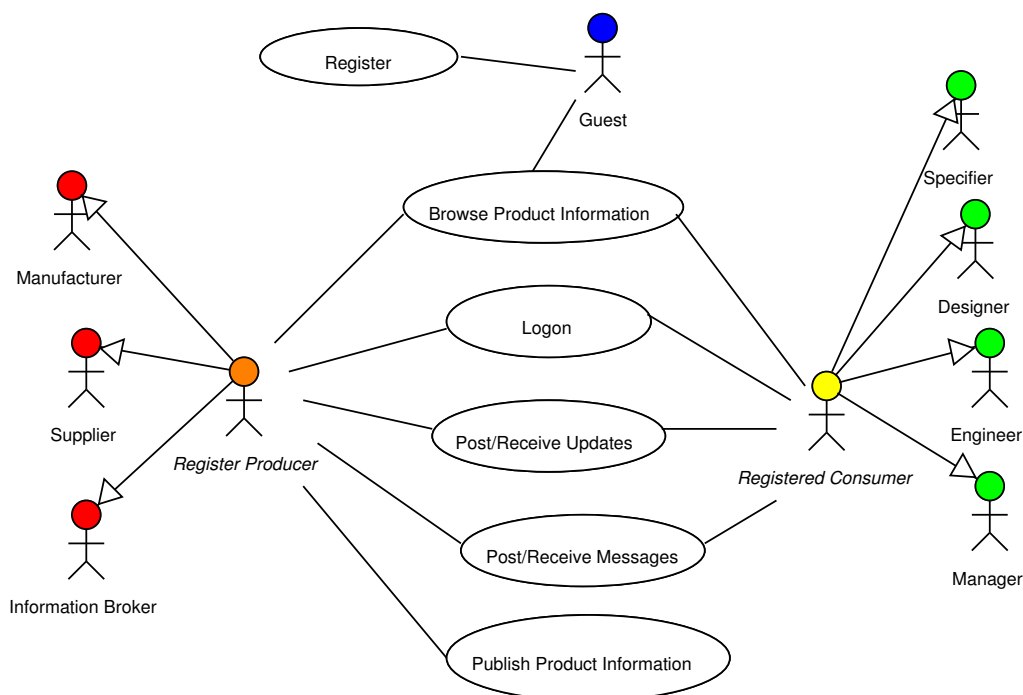 Register
Guest
Specifier
Browse Product Information
Manufacturer
Designer
Logon
Supplier
Engineer
Post/Receive Updates
Register Producer
Registered Consumer
Post/Receive Messages
Manager
Information Broker
Publish Product Information